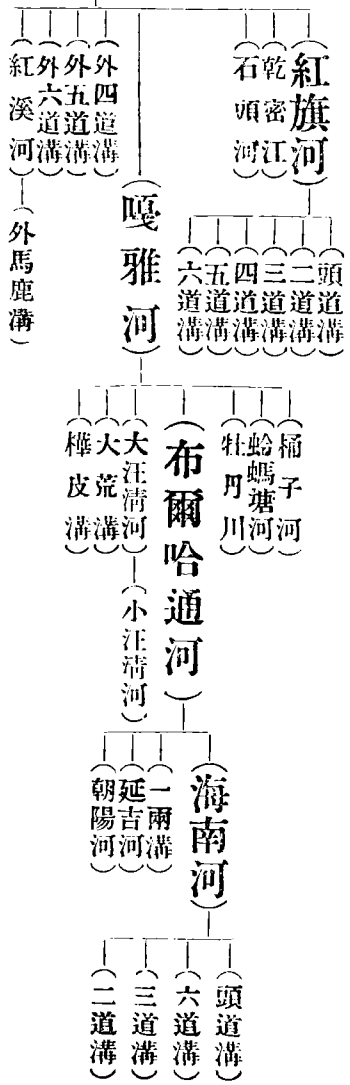 （紅旗河）
（乾密江）
（石頭河）
（頭道溝）
（二道溝）
（三道溝）
（四道溝）
（五道溝）
（六道溝）
（嘎雅河）
（外四道溝）
（外五道溝）
（外六道溝）
（紅溪河）
（外馬鹿溝）
（桶子河）
（蛤螞塘河）
（牡丹川）
（布爾哈通河）
（大汪清河）
（小汪清河）
（大荒溝）
（樺皮溝）
（海南河）
（一兩溝）
（延吉河）
（朝陽河）
（頭道溝）
（六道溝）
（三道溝）
（二道溝）